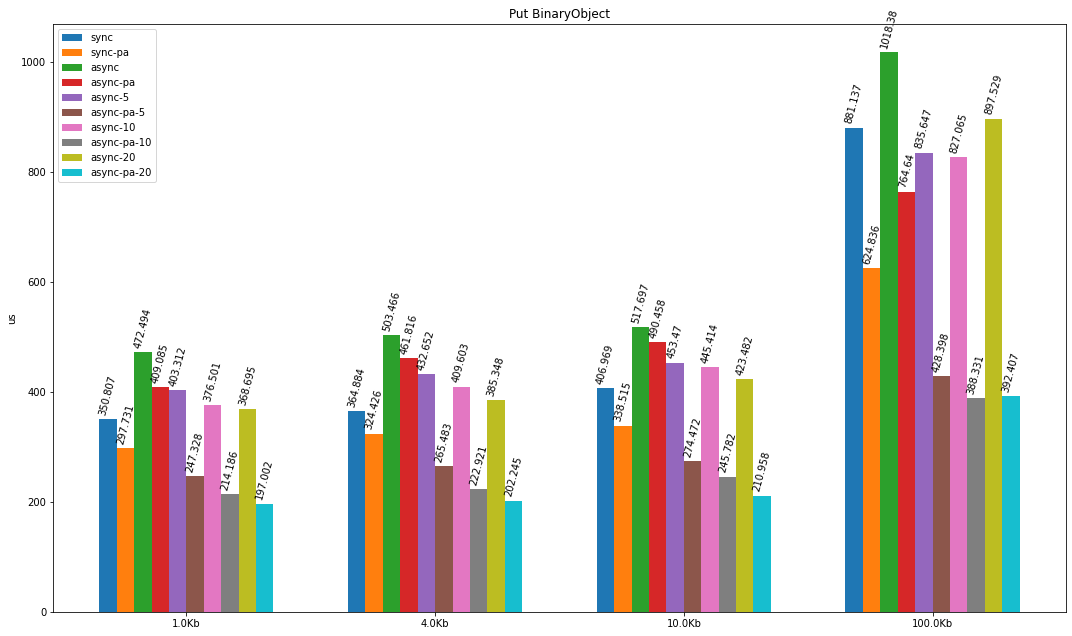 Put BinaryObject
sync
sync-pa
async
async-pa
async-5
async-pa-5
async-10
async-pa-10
async-20
async-pa-20
us
1000
800
600
400
200
0
350.807
297.731
472.494
409.085
403.312
247.328
376.501
214.186
368.695
197.002
364.884
324.426
503.466
461.816
432.652
265.483
409.603
222.921
385.348
202.245
406.969
338.515
517.697
490.458
453.47
274.472
445.414
245.782
423.482
210.958
881.137
624.836
1018.38
764.64
835.647
428.398
827.065
388.331
897.529
392.407
1.0Kb
4.0Kb
10.0Kb
100.0Kb